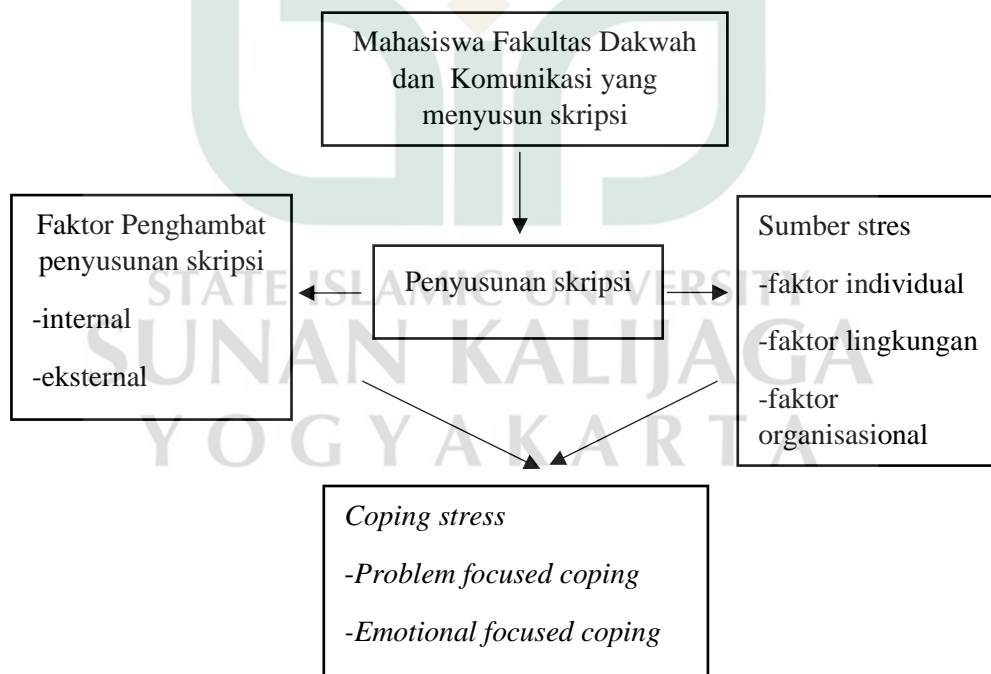 Mahasiswa Fakultas Dakwah
dan Komunikasi yang
menyusun skripsi
Faktor Penghambat
penyusunan skripsi
-internal
-eksternal
Penyusunan skripsi
Sumber stres
-faktor individual
-faktor lingkungan
-faktor
organisasional
STATE ISLAMIC UNIVERSITY
SUNAN KALIJAGA
YOGYAKARTA
Coping stress
-Problem focused coping
-Emotional focused coping